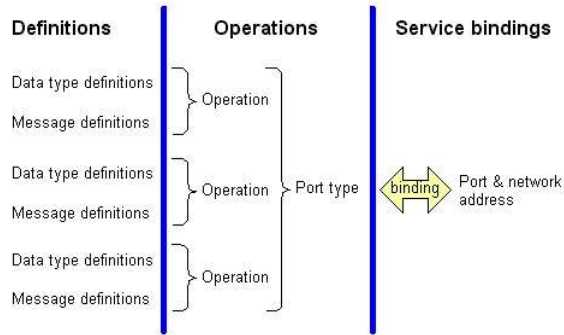 Definitions
Operations
Service bindings
Data type definitions
Message definitions
Operation
Data type definitions
Message definitions
Operation
Data type definitions
Message definitions
Operation
Port type
binding
Port & network
address